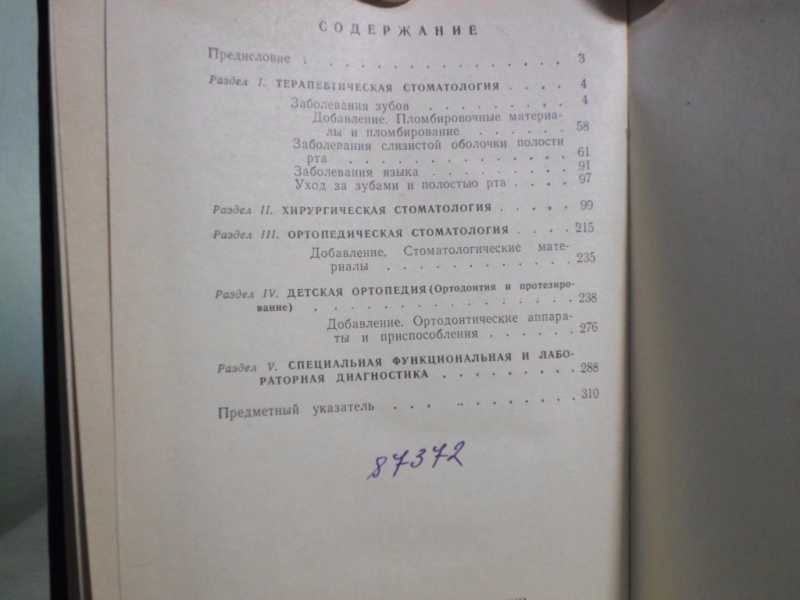 СОДЕРЖАНИЕ
Предисловие . . . . . . . . . . . . . . . . 3
Раздел I. ТЕРАПЕВТИЧЕСКАЯ СТОМАТОЛОГИЯ . . . . 4
Заболевания зубов . . . . . . . . . 4
Добавление. Пломбировочные материа-
лы и пломбирование . . . . . . 58
Заболевания слизистой оболочки полости
рта . . . . . . . . . . . . . 61
Заболевания языка . . . . . . . . . 91
Уход за зубами и полостью рта . . . . 97
Раздел II. ХИРУРГИЧЕСКАЯ СТОМАТОЛОГИЯ . . . . . 99
Раздел III. ОРТОПЕДИЧЕСКАЯ СТОМАТОЛОГИЯ . . . . 215
Добавление. Стоматологические мате-
риалы . . . . . . . . . . . . 235
Раздел IV. ДЕТСКАЯ ОРТОПЕДИЯ (Ортодонтия и протезиро-
вание) . . . . . . . . . . . . . . . . 238
Добавление. Ортодонтические аппара-
ты и приспособления . . . . . . 276
Раздел V. СПЕЦИАЛЬНАЯ ФУНКЦИОНАЛЬНАЯ И ЛАБО-
РАТОРНАЯ ДИАГНОСТИКА . . . . . . . . 288
Предметный указатель . . . . . . . . . . . 310
87372